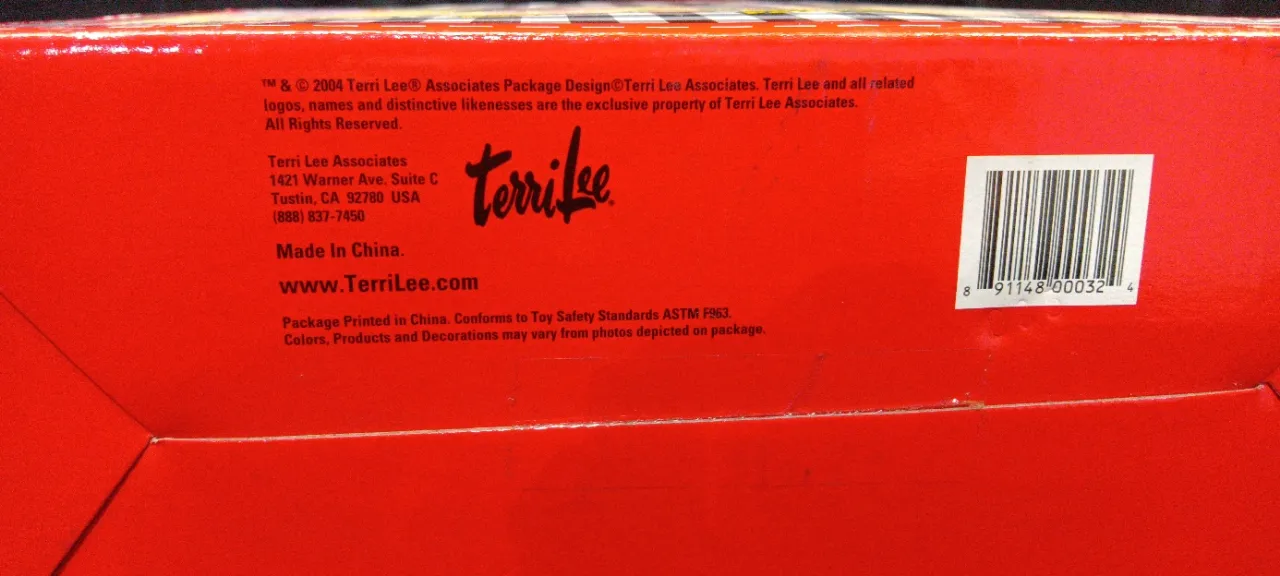 ™ & © 2004 Terri Lee® Associates Package Design©Terri Lee Associates. Terri Lee and all related
logos, names and distinctive likenesses are the exclusive property of Terri Lee Associates.
All Rights Reserved.
Terri Lee Associates
1421 Warner Ave, Suite C
Tustin, CA 92780 USA
(888) 837-7450
Terri Lee®
Made In China.
www.TerriLee.com
Package Printed in China. Conforms to Toy Safety Standards ASTM F963.
Colors, Products and Decorations may vary from photos depicted on package.
8 91148 00032 4